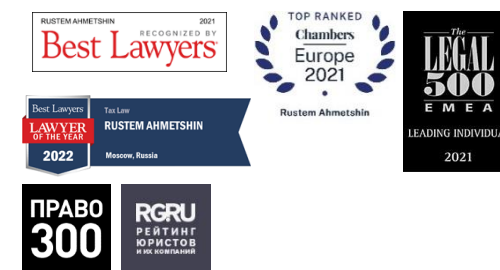 RUSTEM AHMETSHIN 2021
RECOGNIZED BY
Best Lawyers
TOP RANKED
Chambers
Europe
2021
Rustem Ahmetshin
The
LEGAL
500
EMEA
LEADING INDIVIDUA
2021
Best Lawyers
LAWYER
OF THE YEAR
2022
Tax Law
RUSTEM AHMETSHIN
Moscow, Russia
ПРАВО
300
RGRU
РЕЙТИНГ
ЮРИСТОВ
И ИХ КОМПАНИЙ